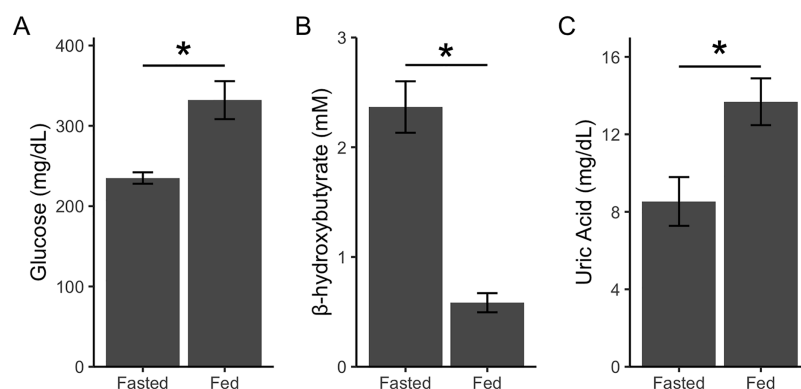 A
Glucose (mg/dL)
400
300
200
100
0
*
Fasted
Fed
B
β-hydroxybutyrate (mM)
3
2
1
0
*
Fasted
Fed
C
Uric Acid (mg/dL)
16
12
8
4
0
*
Fasted
Fed